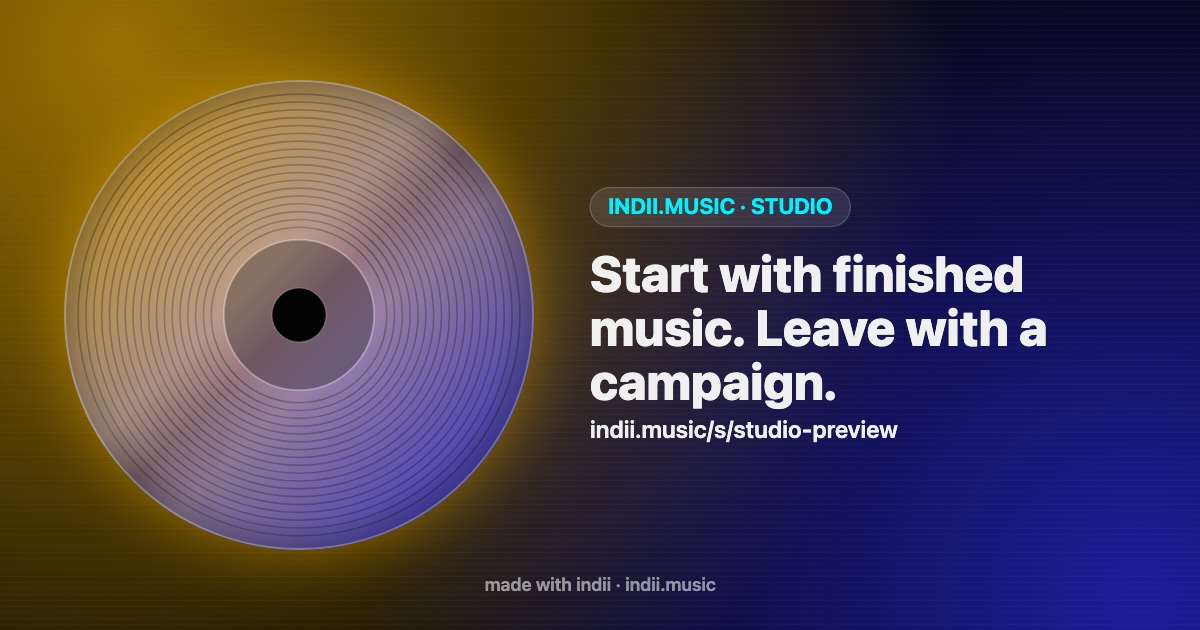 INDII.MUSIC · STUDIO
Start with finished
music. Leave with a
campaign.
indii.music/s/studio-preview
made with indii · indii.music